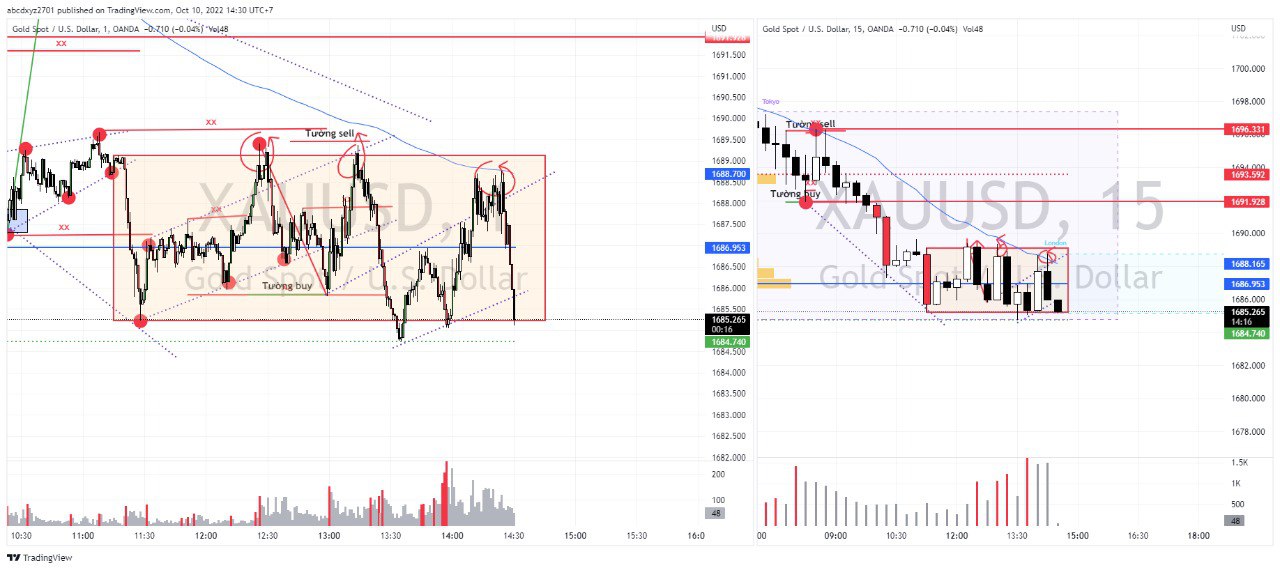 abcdxyz2701 published on TradingView.com, Oct 10, 2022 14:30 UTC+7
Gold Spot / U.S. Dollar, 1, OANDA −0.710 (−0.04%) Vol48
USD
XAUUSD,
Gold Spot / U.S. Dollar
xx
xx
xx
xx
Tường sell
Tường buy
1691.500
1691.000
1690.500
1690.000
1689.500
1689.000
1688.700
1688.500
1688.000
1687.500
1686.953
1686.500
1686.000
1685.500
1685.265
00:16
1684.740
1684.500
1684.000
1683.500
1683.000
1682.500
1682.000
200
100
48
10:30
11:00
11:30
12:00
12:30
13:00
13:30
14:00
14:30
15:00
15:30
16:0
Gold Spot / U.S. Dollar, 15, OANDA −0.710 (−0.04%) Vol48
USD
XAUUSD, 15
Dollar
Tokyo
Tường sell
xx
Tường buy
London
1700.000
1698.000
1696.331
1694.000
1693.592
1691.928
1690.000
1688.165
1686.953
1686.000
1685.265
14:16
1684.740
1682.000
1680.000
1678.000
1.5K
1K
500
48
00
09:00
10:30
12:00
13:30
15:00
16:30
18:00
TradingView